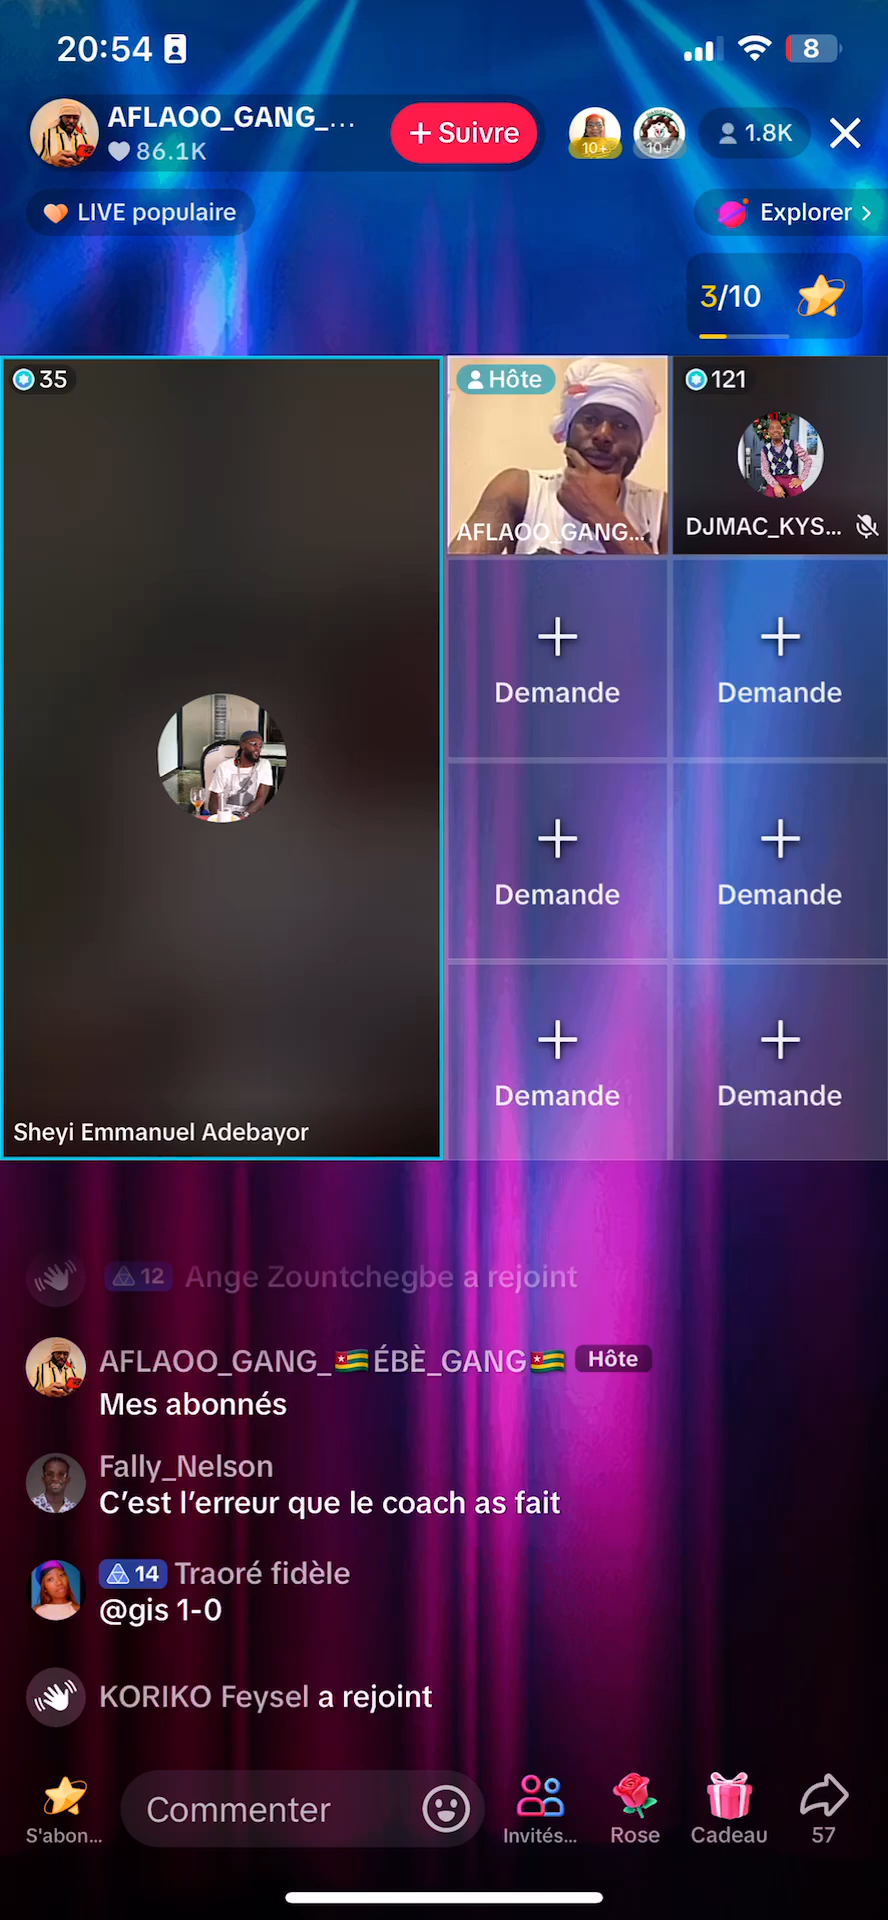 20:54
8
AFLAOO_GANG_...
86.1K
+ Suivre
10+
10+
1.8K
LIVE populaire
Explorer >
3/10
35
Hôte
121
AFLAOO_GANG...
DJMAC_KYS...
Demande
Demande
Demande
Demande
Demande
Demande
Sheyi Emmanuel Adebayor
12 Ange Zountchegbe a rejoint
AFLAOO_GANG_🇹🇬ÉBÈ_GANG🇹🇬 Hôte
Mes abonnés
Fally_Nelson
C’est l’erreur que le coach as fait
14 Traoré fidèle
@gis 1-0
KORIKO Feysel a rejoint
Commenter
S'abon...
Invités...
Rose
Cadeau
57